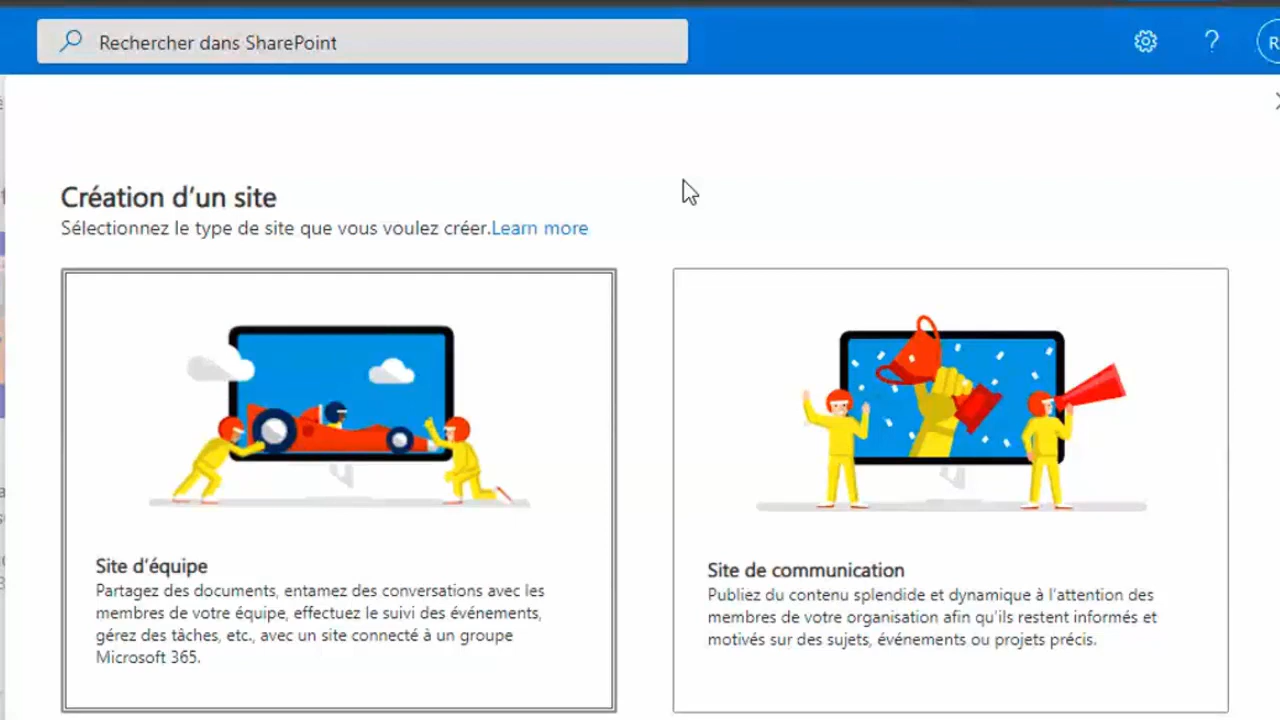 Rechercher dans SharePoint
?
R
Création d’un site
Sélectionnez le type de site que vous voulez créer.Learn more
Site d’équipe
Partagez des documents, entamez des conversations avec les
membres de votre équipe, effectuez le suivi des événements,
gérez des tâches, etc., avec un site connecté à un groupe
Microsoft 365.
Site de communication
Publiez du contenu splendide et dynamique à l’attention des
membres de votre organisation afin qu’ils restent informés et
motivés sur des sujets, événements ou projets précis.